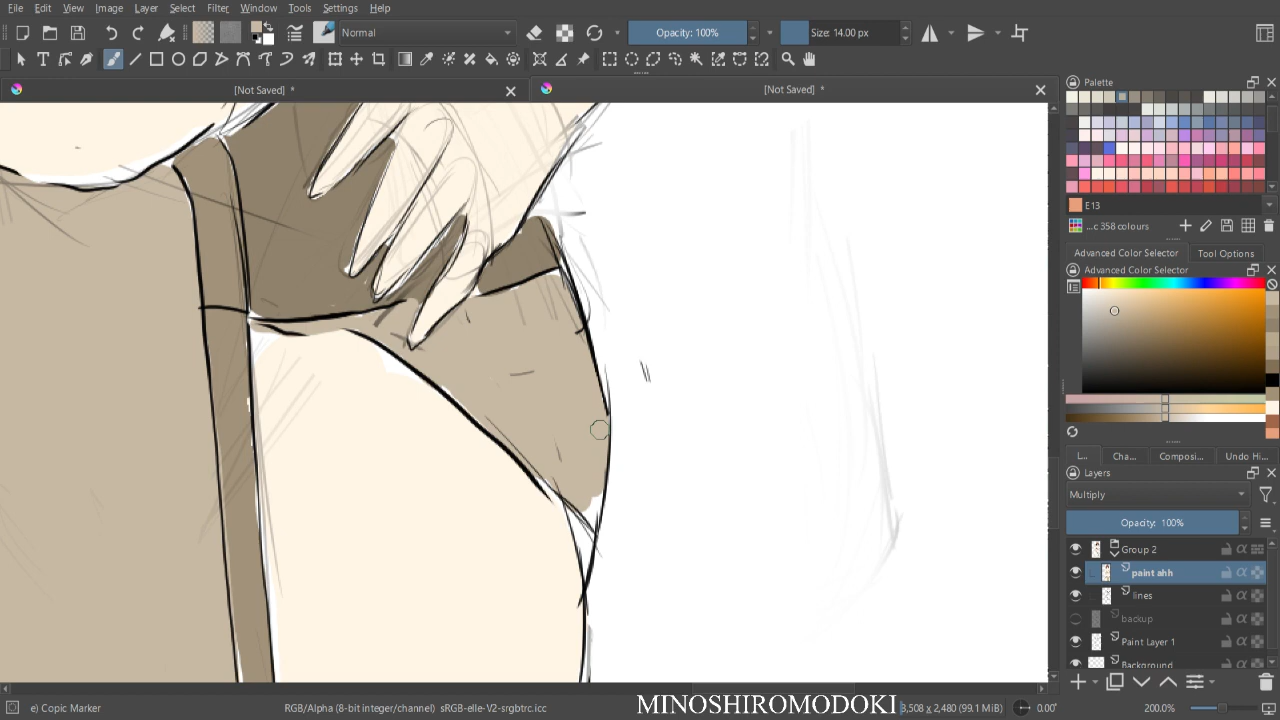 File Edit View Image Layer Select Filter Tools Settings Help
Normal Opacity: 100% Size: 14.00 px
[Not Saved] * [Not Saved] *
Palette
E13
...c 358 colours
Advanced Color Selector Tool Options
Advanced Color Selector
L... Cha... Composi... Undo Hi...
Layers
Multiply
Opacity: 100%
Group 2
paint ahh
lines
backup
Paint Layer 1
Background
e) Copic Marker RGB/Alpha (8-bit integer/channel) sRGB-elle-V2-srgbtrc.icc MINOSHIROMODOKI 3,508 x 2,480 (99.1 MiB) 0.00° 200.0%